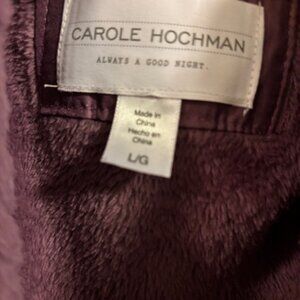 CAROLE HOCHMAN
ALWAYS A GOOD NIGHT.
Made in
China
Hecho en
China
L/G